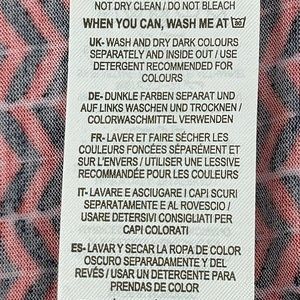 NOT DRY CLEAN / DO NOT BLEACH
WHEN YOU CAN, WASH ME AT
UK- WASH AND DRY DARK COLOURS
SEPARATELY AND INSIDE OUT / USE
DETERGENT RECOMMENDED FOR
COLOURS
DE- DUNKLE FARBEN SEPARAT UND
AUF LINKS WASCHEN UND TROCKNEN /
COLORWASCHMITTEL VERWENDEN
FR- LAVER ET FAIRE SÉCHER LES
COULEURS FONCÉES SÉPARÉMENT ET
SUR L'ENVERS / UTILISER UNE LESSIVE
RECOMMANDÉE POUR LES COULEURS
IT- LAVARE E ASCIUGARE I CAPI SCURI
SEPARATAMENTE E AL ROVESCIO /
USARE DETERSIVI CONSIGLIATI PER
CAPI COLORATI
ES- LAVAR Y SECAR LA ROPA DE COLOR
OSCURO SEPARADAMENTE Y DEL
REVÉS / USAR UN DETERGENTE PARA